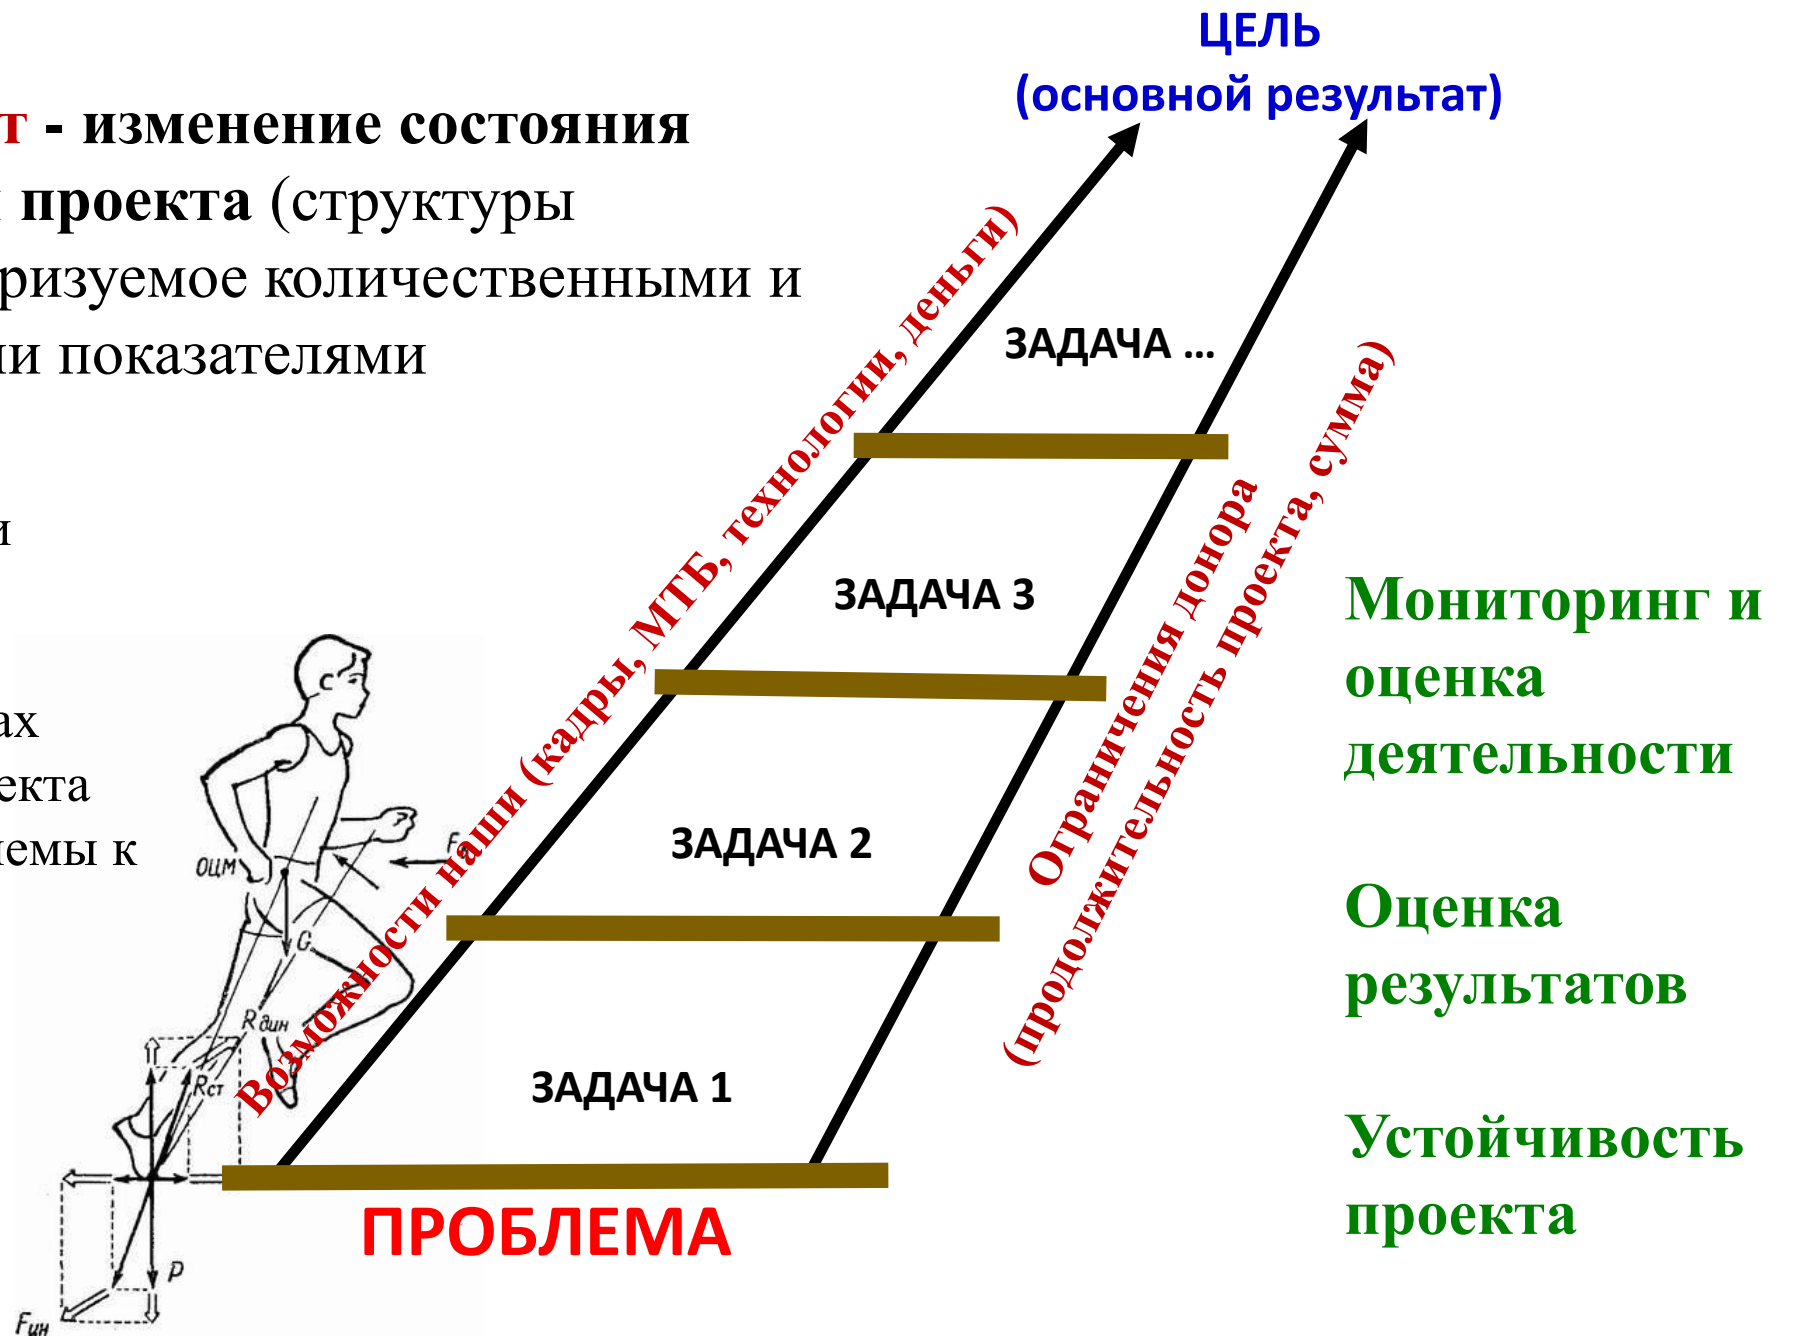 ЦЕЛЬ
(основной результат)
т - изменение состояния
проекта (структуры
ризуемое количественными и
ии показателями
и
ах
екта
лемы к
Возможности наши (кадры, МТБ, технологии, деньги)
ЗАДАЧА ...
ЗАДАЧА 3
ЗАДАЧА 2
ЗАДАЧА 1
ПРОБЛЕМА
Ограничения донора
(продолжительность проекта, сумма)
Мониторинг и
оценка
деятельности
Оценка
результатов
Устойчивость
проекта
ОЦМ
G
Rдин
Rст
P
Fин